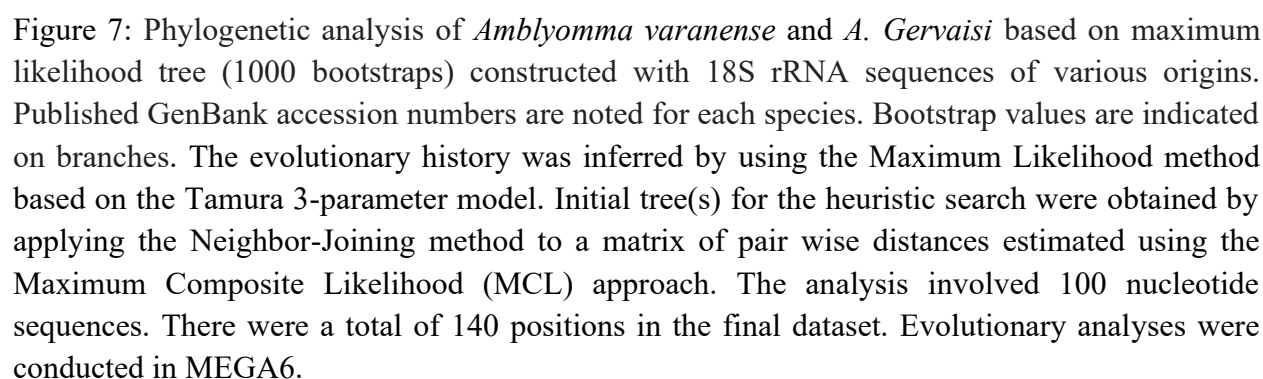 Figure 7: Phylogenetic analysis of Amblyomma varanense and A. Gervaisi based on maximum
likelihood tree (1000 bootstraps) constructed with 18S rRNA sequences of various origins.
Published GenBank accession numbers are noted for each species. Bootstrap values are indicated
on branches. The evolutionary history was inferred by using the Maximum Likelihood method
based on the Tamura 3-parameter model. Initial tree(s) for the heuristic search were obtained by
applying the Neighbor-Joining method to a matrix of pair wise distances estimated using the
Maximum Composite Likelihood (MCL) approach. The analysis involved 100 nucleotide
sequences. There were a total of 140 positions in the final dataset. Evolutionary analyses were
conducted in MEGA6.